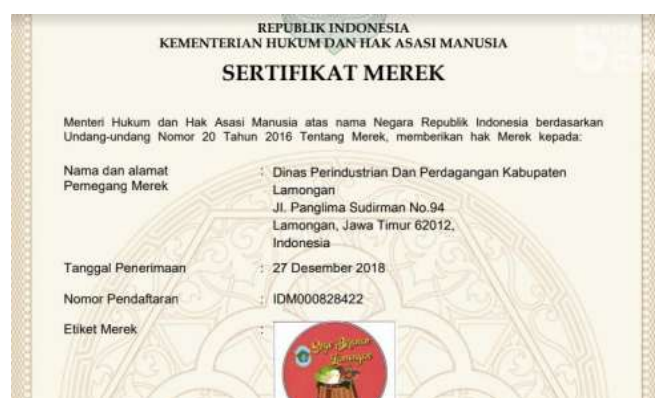 REPUBLIK INDONESIA
KEMENTERIAN HUKUM DAN HAK ASASI MANUSIA
SERTIFIKAT MEREK
Menteri Hukum dan Hak Asasi Manusia atas nama Negara Republik Indonesia berdasarkan
Undang-undang Nomor 20 Tahun 2016 Tentang Merek, memberikan hak Merek kepada:
Nama dan alamat : Dinas Perindustrian Dan Perdagangan Kabupaten
Pemegang Merek Lamongan
Jl. Panglima Sudirman No.94
Lamongan, Jawa Timur 62012,
Indonesia
Tanggal Penerimaan : 27 Desember 2018
Nomor Pendaftaran : IDM000828422
Etiket Merek :
Lamongan